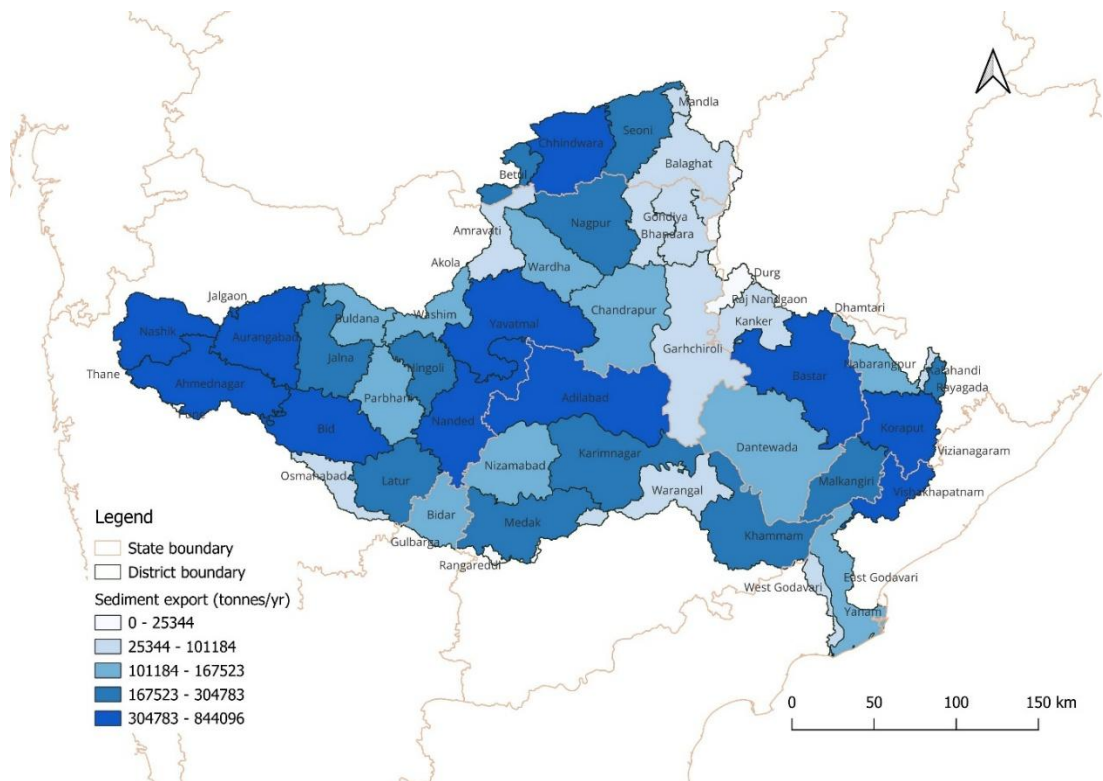 Mandla
Seoni
Chhindwara
Balaghat
Betul
Gondiya
Nagpur
Amravati
Bhandara
Akola
Wardha
Durg
Jalgaon
Raj Nandgaon
Buldana
Washim
Chandrapur
Dhamtari
Kanker
Nashik
Aurangabad
Yavatmal
Garhchiroli
Jalna
Hingoli
Nabarangpur
Kalahandi
Thane
Ahmednagar
Bastar
Rayagada
Parbhani
Adilabad
Bid
Nanded
Koraput
Dantewada
Vizianagaram
Osmahabad
Nizamabad
Karimnagar
Latur
Malkangiri
Warangal
Vishakhapatnam
Bidar
Medak
Khammam
Gulbarga
Rangareddi
West Godavari
East Godavari
Yanam
Legend
State boundary
District boundary
Sediment export (tonnes/yr)
0 - 25344
25344 - 101184
101184 - 167523
167523 - 304783
304783 - 844096
0 50 100 150 km